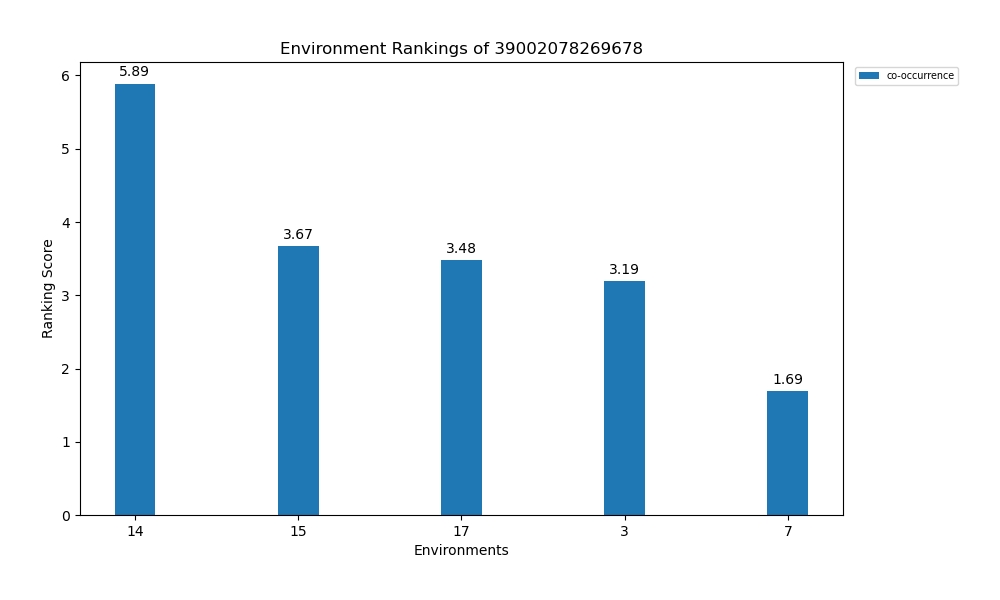 Environment Rankings of 39002078269678
co-occurrence
Ranking Score
6
5
4
3
2
1
0
5.89
3.67
3.48
3.19
1.69
14 15 17 3 7
Environments